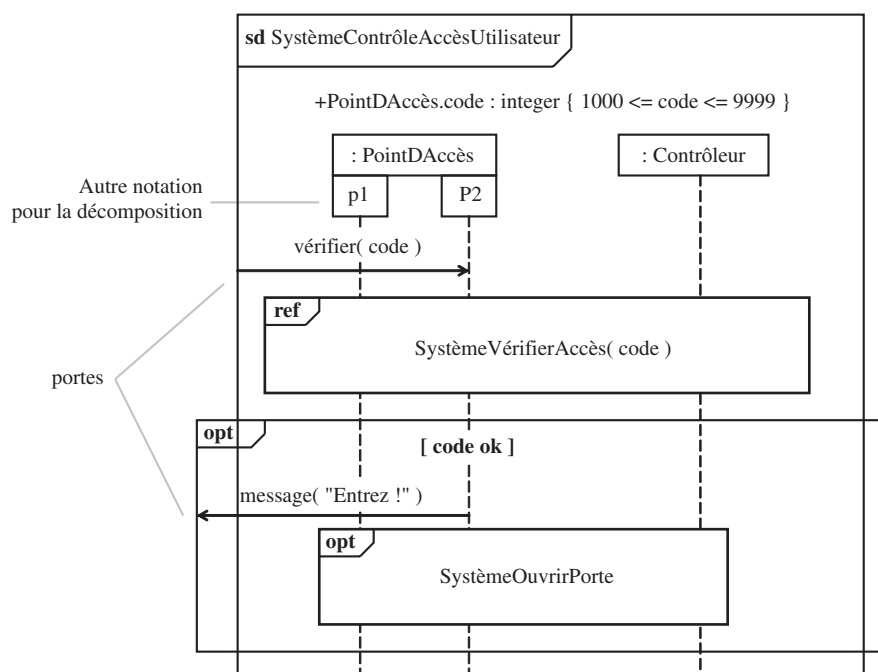 sd SystèmeContrôleAccèsUtilisateur
+PointDAccès.code : integer { 1000 <= code <= 9999 }
: PointDAccès
: Contrôleur
p1
P2
Autre notation
pour la décomposition
vérifier( code )
ref
SystèmeVérifierAccès( code )
portes
opt
[ code ok ]
message( "Entrez !" )
opt
SystèmeOuvrirPorte